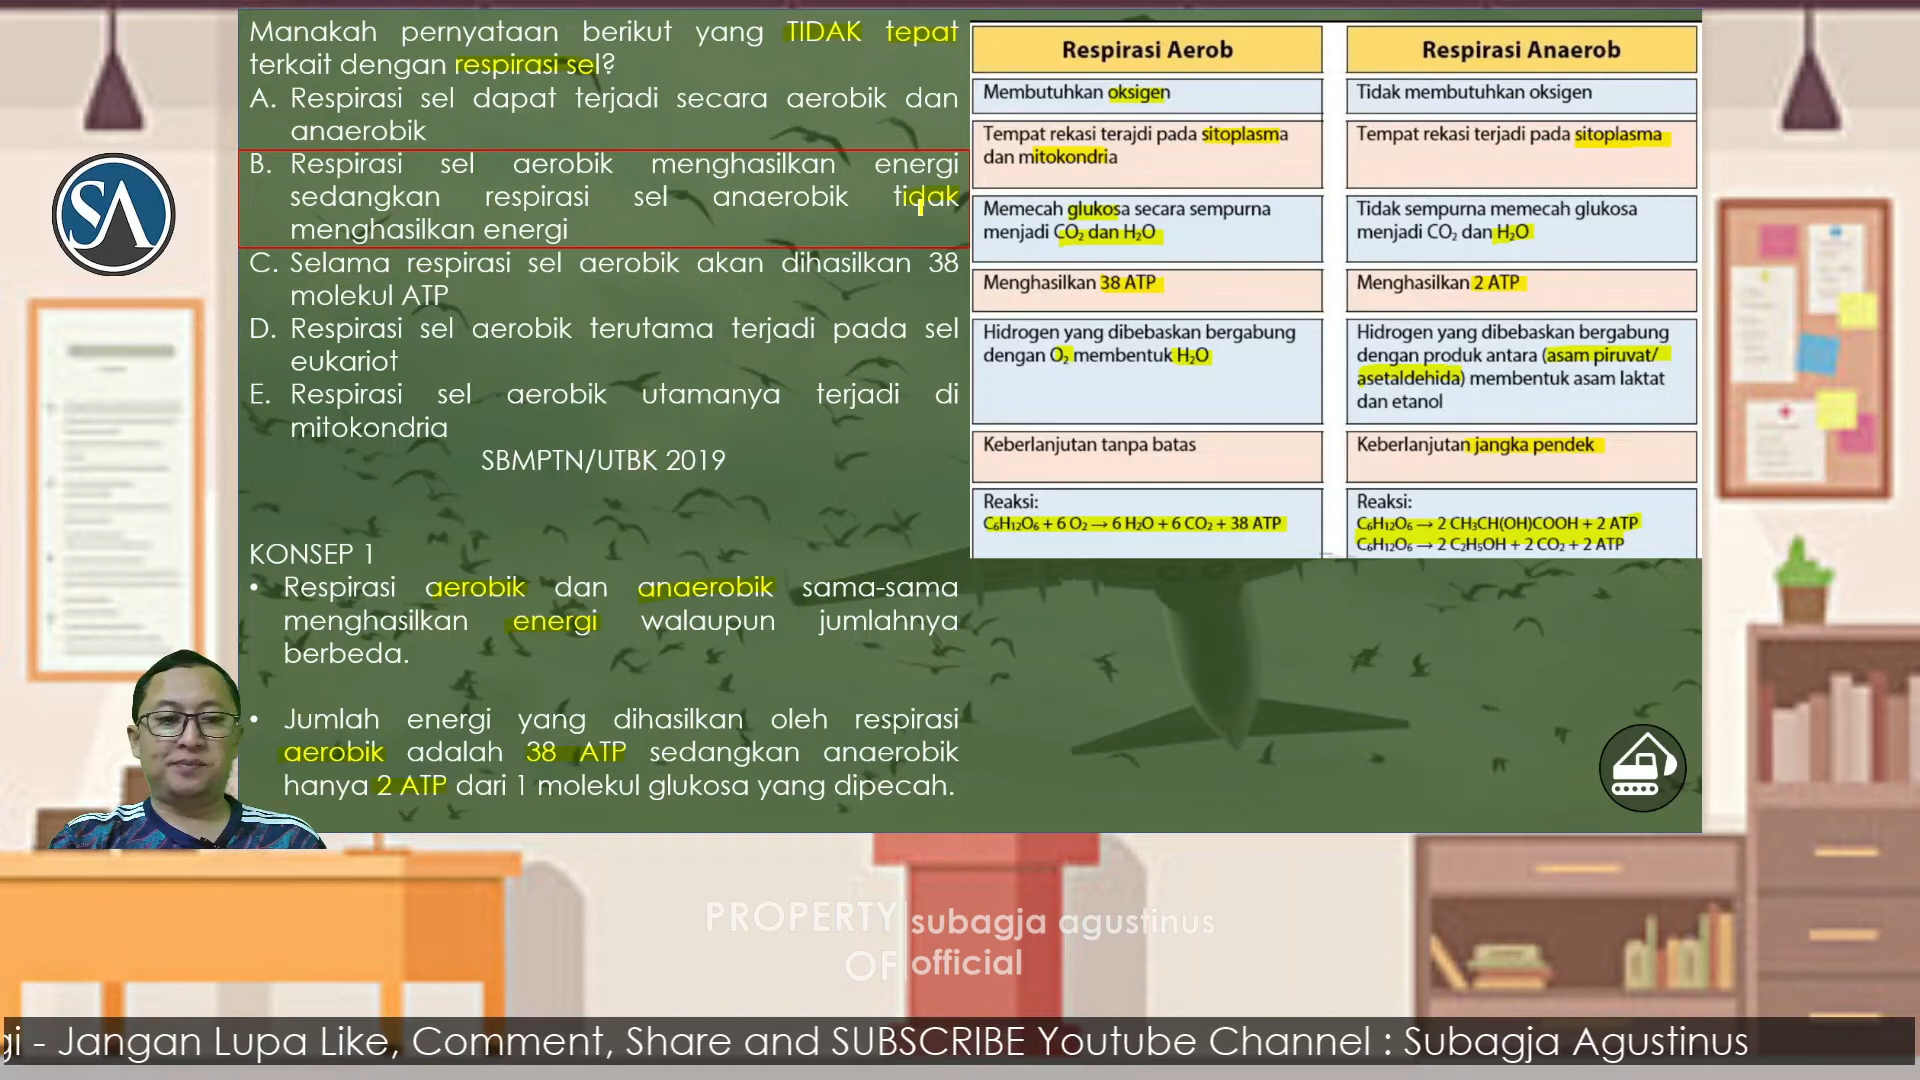 Manakah pernyataan berikut yang TIDAK tepat
terkait dengan respirasi sel?
A. Respirasi sel dapat terjadi secara aerobik dan
anaerobik
B. Respirasi sel aerobik menghasilkan energi
sedangkan respirasi sel anaerobik tidak
menghasilkan energi
C. Selama respirasi sel aerobik akan dihasilkan 38
molekul ATP
D. Respirasi sel aerobik terutama terjadi pada sel
eukariot
E. Respirasi sel aerobik utamanya terjadi di
mitokondria
SBMPTN/UTBK 2019
KONSEP 1
• Respirasi aerobik dan anaerobik sama-sama
menghasilkan energi walaupun jumlahnya
berbeda.
• Jumlah energi yang dihasilkan oleh respirasi
aerobik adalah 38 ATP sedangkan anaerobik
hanya 2 ATP dari 1 molekul glukosa yang dipecah.
Respirasi Aerob
Membutuhkan oksigen
Tempat rekasi terajdi pada sitoplasma
dan mitokondria
Memecah glukosa secara sempurna
menjadi CO₂ dan H₂O
Menghasilkan 38 ATP
Hidrogen yang dibebaskan bergabung
dengan O₂ membentuk H₂O
Keberlanjutan tanpa batas
Reaksi:
C₆H₁₂O₆ + 6 O₂ → 6 H₂O + 6 CO₂ + 38 ATP
Respirasi Anaerob
Tidak membutuhkan oksigen
Tempat rekasi terjadi pada sitoplasma
Tidak sempurna memecah glukosa
menjadi CO₂ dan H₂O
Menghasilkan 2 ATP
Hidrogen yang dibebaskan bergabung
dengan produk antara (asam piruvat/
asetaldehida) membentuk asam laktat
dan etanol
Keberlanjutan jangka pendek
Reaksi:
C₆H₁₂O₆ → 2 CH₃CH(OH)COOH + 2 ATP
C₆H₁₂O₆ → 2 C₂H₅OH + 2 CO₂ + 2 ATP
SA
PROPERTY OF
subagja agustinus
official
gi - Jangan Lupa Like, Comment, Share and SUBSCRIBE Youtube Channel : Subagja Agustinus